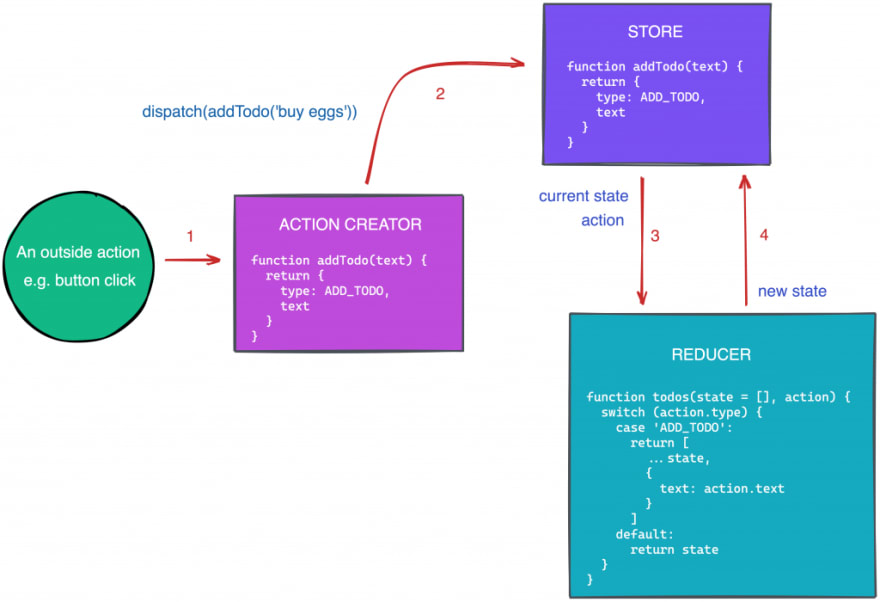 An outside action
e.g. button click
1
ACTION CREATOR
function addTodo(text) {
  return {
    type: ADD_TODO,
    text
  }
}
dispatch(addTodo('buy eggs'))
2
STORE
function addTodo(text) {
  return {
    type: ADD_TODO,
    text
  }
}
current state
action
3
REDUCER
function todos(state = [], action) {
  switch (action.type) {
    case 'ADD_TODO':
      return [
        ...state,
        {
          text: action.text
        }
      ]
    default:
      return state
  }
}
4
new state